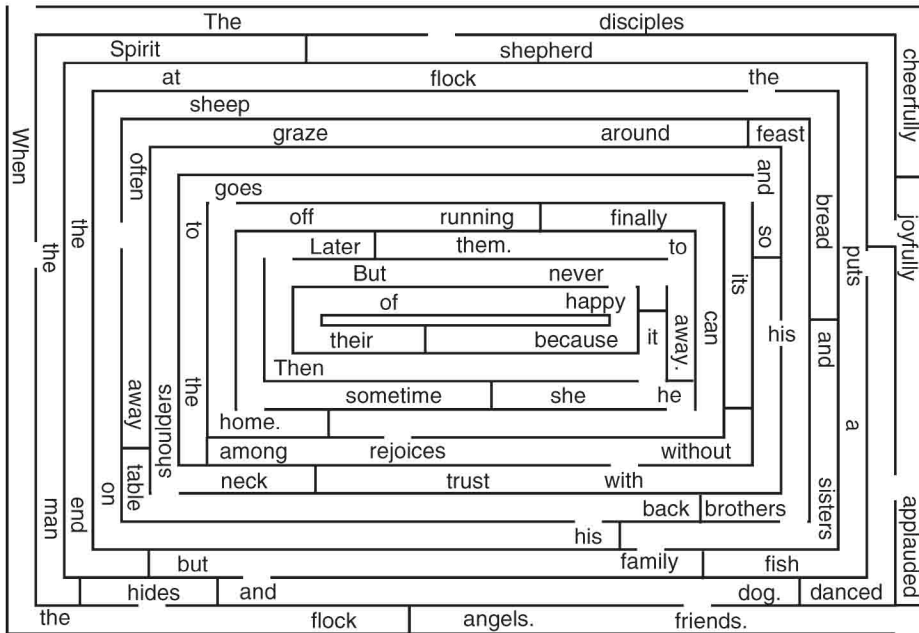 The disciples
Spirit shepherd
at flock the
sheep
graze around feast
goes
off running finally
Later them. to
But never
of happy
their because
Then
sometime she he
home.
among rejoices without
neck trust with
back brothers
his
but family fish
hides and dog. danced
the flock angels. friends.
When
the
man
the
end
on
often
away
table
shoulders
to
the
it
away.
can
its
and
so
his
bread
and
sisters
puts
a
cheerfully
joyfully
applauded